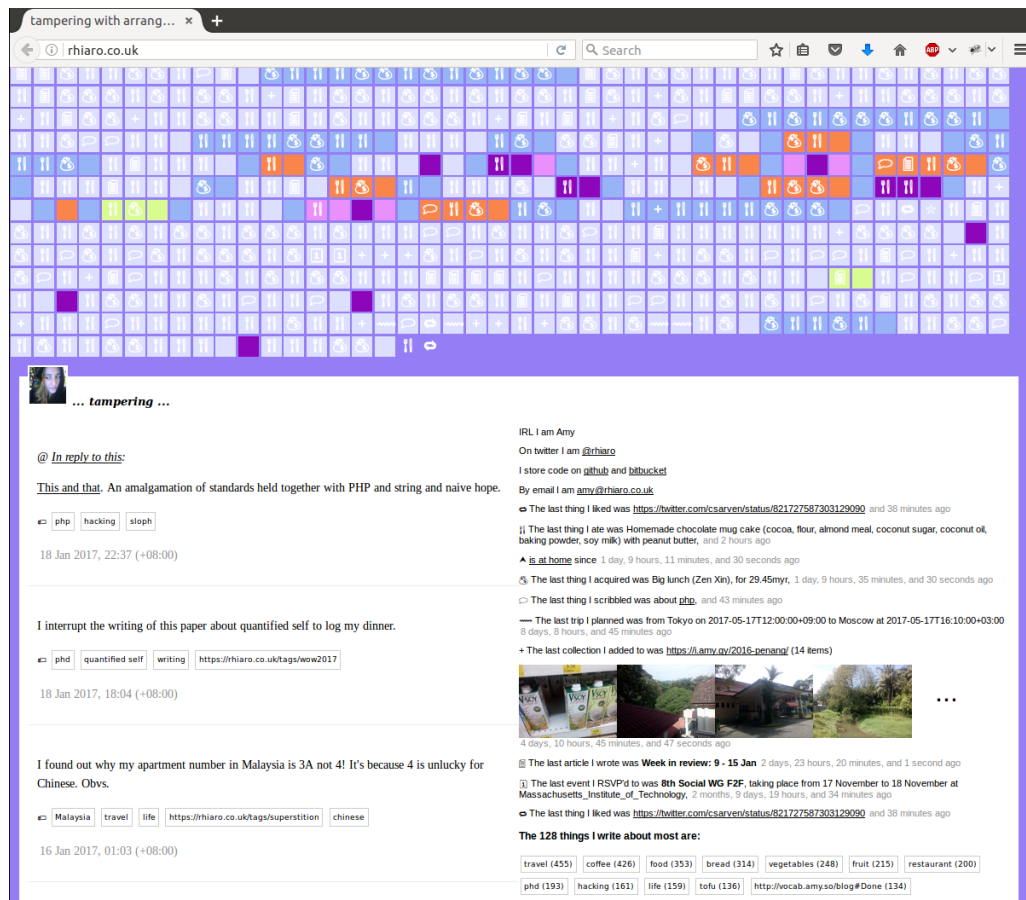 tampering with arrang... × +
rhiaro.co.uk
Search
ABP
... tampering ...
@ In reply to this:
This and that. An amalgamation of standards held together with PHP and string and naive hope.
php hacking sloph
18 Jan 2017, 22:37 (+08:00)
I interrupt the writing of this paper about quantified self to log my dinner.
phd quantified self writing https://rhiaro.co.uk/tags/wow2017
18 Jan 2017, 18:04 (+08:00)
I found out why my apartment number in Malaysia is 3A not 4! It's because 4 is unlucky for
Chinese. Obvs.
Malaysia travel life https://rhiaro.co.uk/tags/superstition chinese
16 Jan 2017, 01:03 (+08:00)
IRL I am Amy
On twitter I am @rhiaro
I store code on github and bitbucket
By email I am amy@rhiaro.co.uk
The last thing I liked was https://twitter.com/csarven/status/821727587303129090 and 38 minutes ago
The last thing I ate was Homemade chocolate mug cake (cocoa, flour, almond meal, coconut sugar, coconut oil,
baking powder, soy milk) with peanut butter, and 2 hours ago
is at home since 1 day, 9 hours, 11 minutes, and 30 seconds ago
The last thing I acquired was Big lunch (Zen Xin), for 29.45myr, 1 day, 9 hours, 35 minutes, and 30 seconds ago
The last thing I scribbled was about php, and 43 minutes ago
The last trip I planned was from Tokyo on 2017-05-17T12:00:00+09:00 to Moscow at 2017-05-17T16:10:00+03:00
8 days, 8 hours, and 45 minutes ago
+ The last collection I added to was https://i.amy.gy/2016-penang/ (14 items)
VSOY VSOY
...
4 days, 10 hours, 45 minutes, and 47 seconds ago
The last article I wrote was Week in review: 9 - 15 Jan 2 days, 23 hours, 20 minutes, and 1 second ago
1 The last event I RSVP'd to was 8th Social WG F2F, taking place from 17 November to 18 November at
Massachusetts_Institute_of_Technology, 2 months, 9 days, 19 hours, and 34 minutes ago
The last thing I liked was https://twitter.com/csarven/status/821727587303129090 and 38 minutes ago
The 128 things I write about most are:
travel (455) coffee (426) food (353) bread (314) vegetables (248) fruit (215) restaurant (200)
phd (193) hacking (161) life (159) tofu (136) http://vocab.amy.so/blog#Done (134)